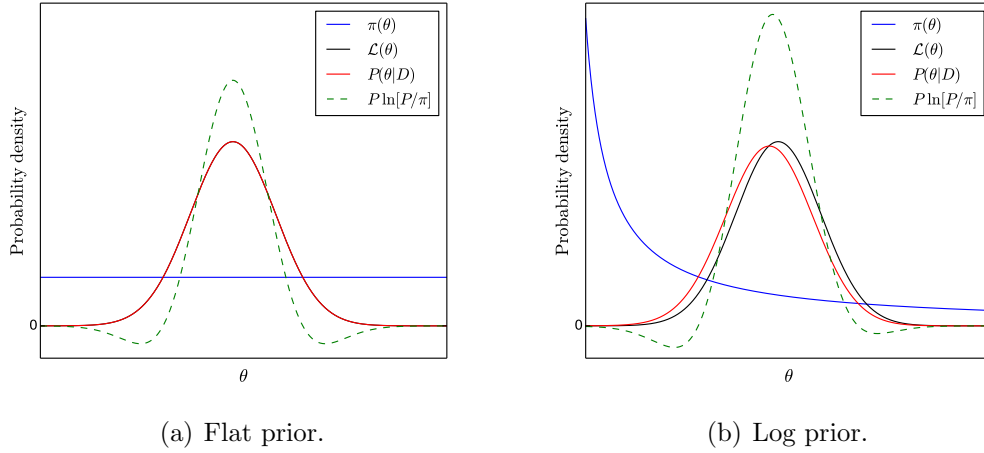 π(θ)
ℒ(θ)
P(θ|D)
P ln[P/π]
Probability density
0
θ
(a) Flat prior.
π(θ)
ℒ(θ)
P(θ|D)
P ln[P/π]
Probability density
0
θ
(b) Log prior.